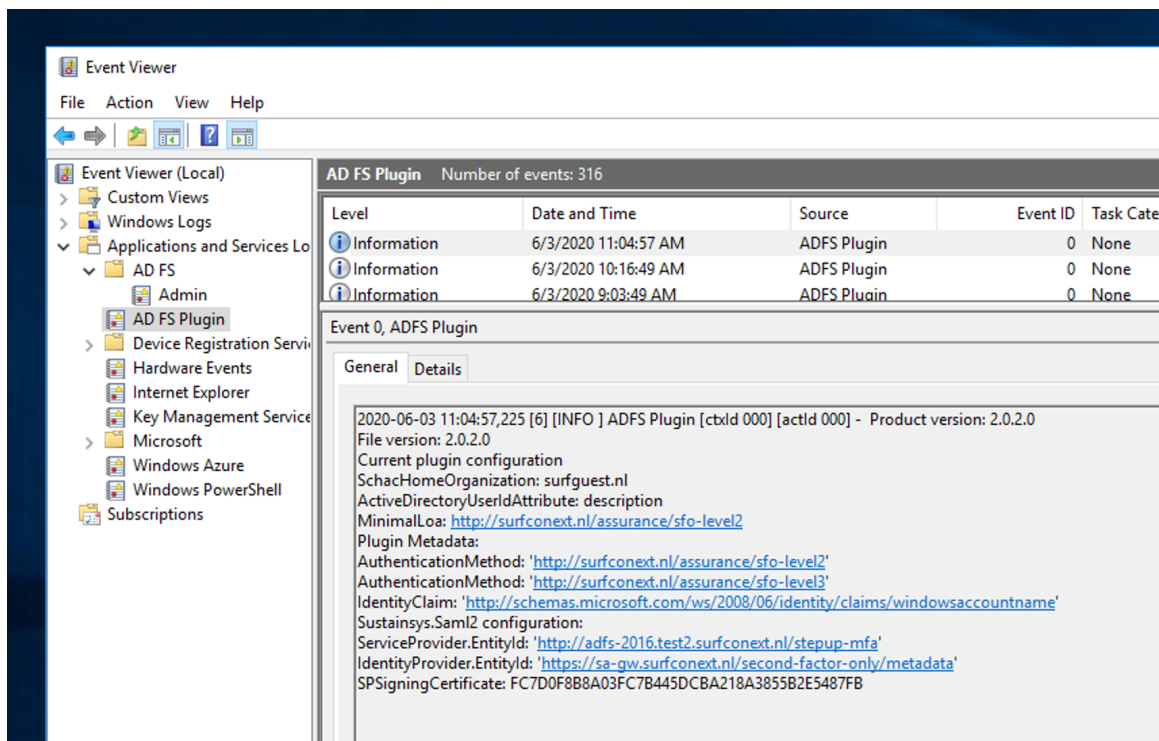 Event Viewer
File Action View Help
Event Viewer (Local)
Custom Views
Windows Logs
Applications and Services Lo
AD FS
Admin
AD FS Plugin
Device Registration Servi
Hardware Events
Internet Explorer
Key Management Service
Microsoft
Windows Azure
Windows PowerShell
Subscriptions
AD FS Plugin Number of events: 316
Level Date and Time Source Event ID Task Cate
Information 6/3/2020 11:04:57 AM ADFS Plugin 0 None
Information 6/3/2020 10:16:49 AM ADFS Plugin 0 None
Information 6/3/2020 9:03:49 AM ADFS Plugin 0 None
Event 0, ADFS Plugin
General Details
2020-06-03 11:04:57,225 [6] [INFO ] ADFS Plugin [ctxId 000] [actId 000] - Product version: 2.0.2.0
File version: 2.0.2.0
Current plugin configuration
SchacHomeOrganization: surfguest.nl
ActiveDirectoryUserIdAttribute: description
MinimalLoa: http://surfconext.nl/assurance/sfo-level2
Plugin Metadata:
AuthenticationMethod: 'http://surfconext.nl/assurance/sfo-level2'
AuthenticationMethod: 'http://surfconext.nl/assurance/sfo-level3'
IdentityClaim: 'http://schemas.microsoft.com/ws/2008/06/identity/claims/windowsaccountname'
Sustainsys.Saml2 configuration:
ServiceProvider.EntityId: 'http://adfs-2016.test2.surfconext.nl/stepup-mfa'
IdentityProvider.EntityId: 'https://sa-gw.surfconext.nl/second-factor-only/metadata'
SPSigningCertificate: FC7D0F8B8A03FC7B445DCBA218A3855B2E5487FB